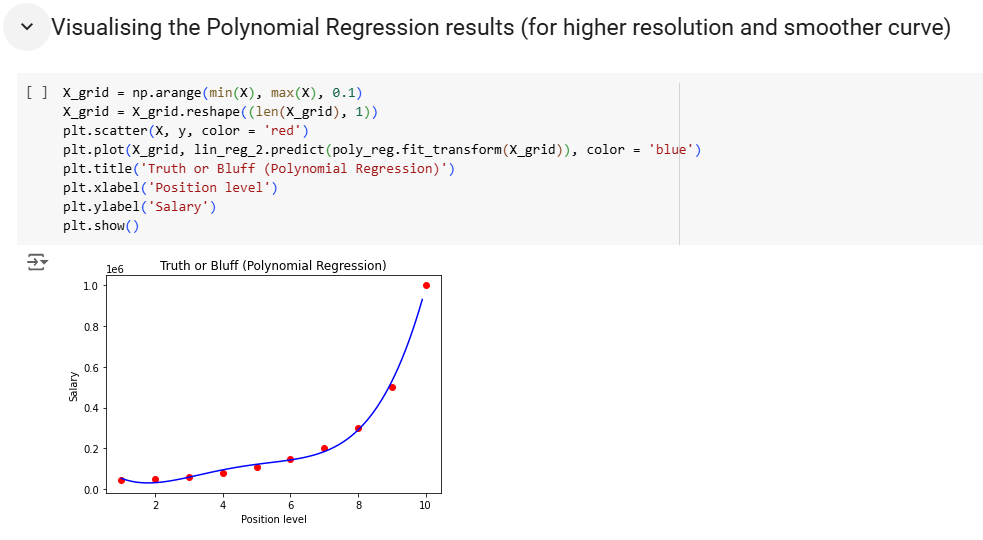 Visualising the Polynomial Regression results (for higher resolution and smoother curve)
[ ] X_grid = np.arange(min(X), max(X), 0.1)
X_grid = X_grid.reshape((len(X_grid), 1))
plt.scatter(X, y, color = 'red')
plt.plot(X_grid, lin_reg_2.predict(poly_reg.fit_transform(X_grid)), color = 'blue')
plt.title('Truth or Bluff (Polynomial Regression)')
plt.xlabel('Position level')
plt.ylabel('Salary')
plt.show()
1e6
Truth or Bluff (Polynomial Regression)
1.0
0.8
0.6
0.4
0.2
0.0
Salary
2 4 6 8 10
Position level